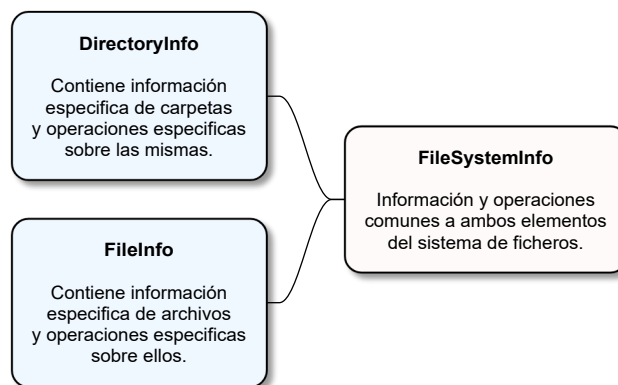 DirectoryInfo
Contiene información
especifica de carpetas
y operaciones especificas
sobre las mismas.
FileSystemInfo
Información y operaciones
comunes a ambos elementos
del sistema de ficheros.
FileInfo
Contiene información
especifica de archivos
y operaciones especificas
sobre ellos.